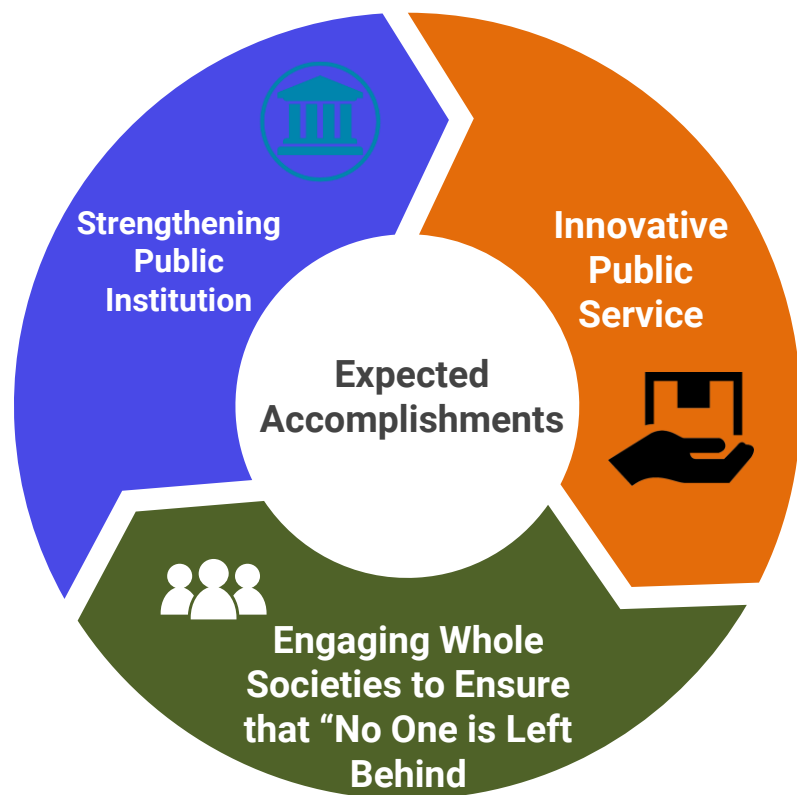 Strengthening
Public
Institution
Innovative
Public
Service
Expected
Accomplishments
Engaging Whole
Societies to Ensure
that “No One is Left
Behind